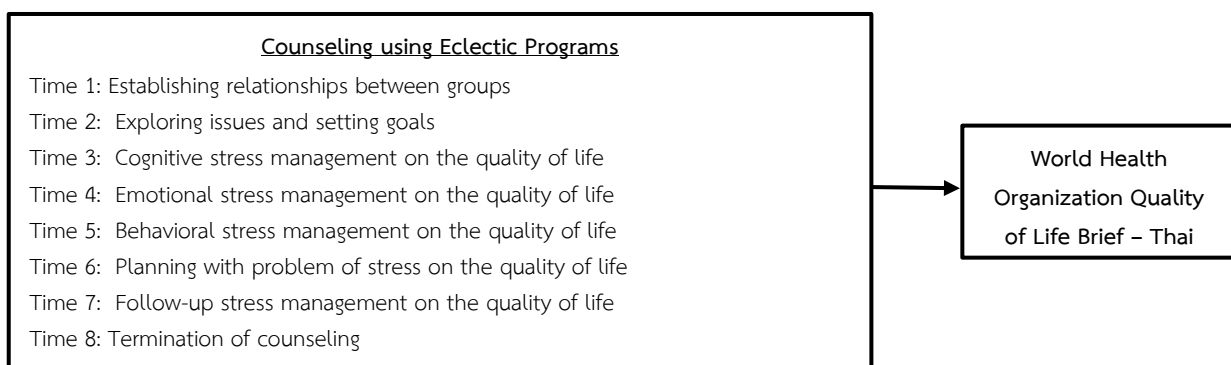 Counseling using Eclectic Programs
Time 1: Establishing relationships between groups
Time 2: Exploring issues and setting goals
Time 3: Cognitive stress management on the quality of life
Time 4: Emotional stress management on the quality of life
Time 5: Behavioral stress management on the quality of life
Time 6: Planning with problem of stress on the quality of life
Time 7: Follow-up stress management on the quality of life
Time 8: Termination of counseling
World Health
Organization Quality
of Life Brief – Thai